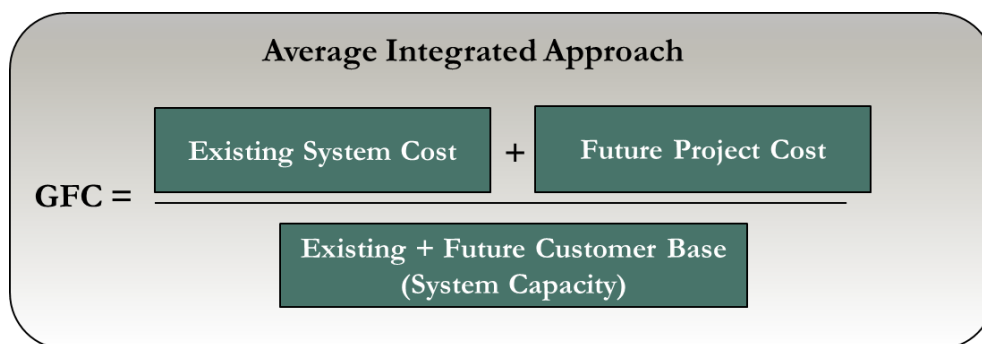 Average Integrated Approach
Existing System Cost + Future Project Cost
GFC =
Existing + Future Customer Base
(System Capacity)